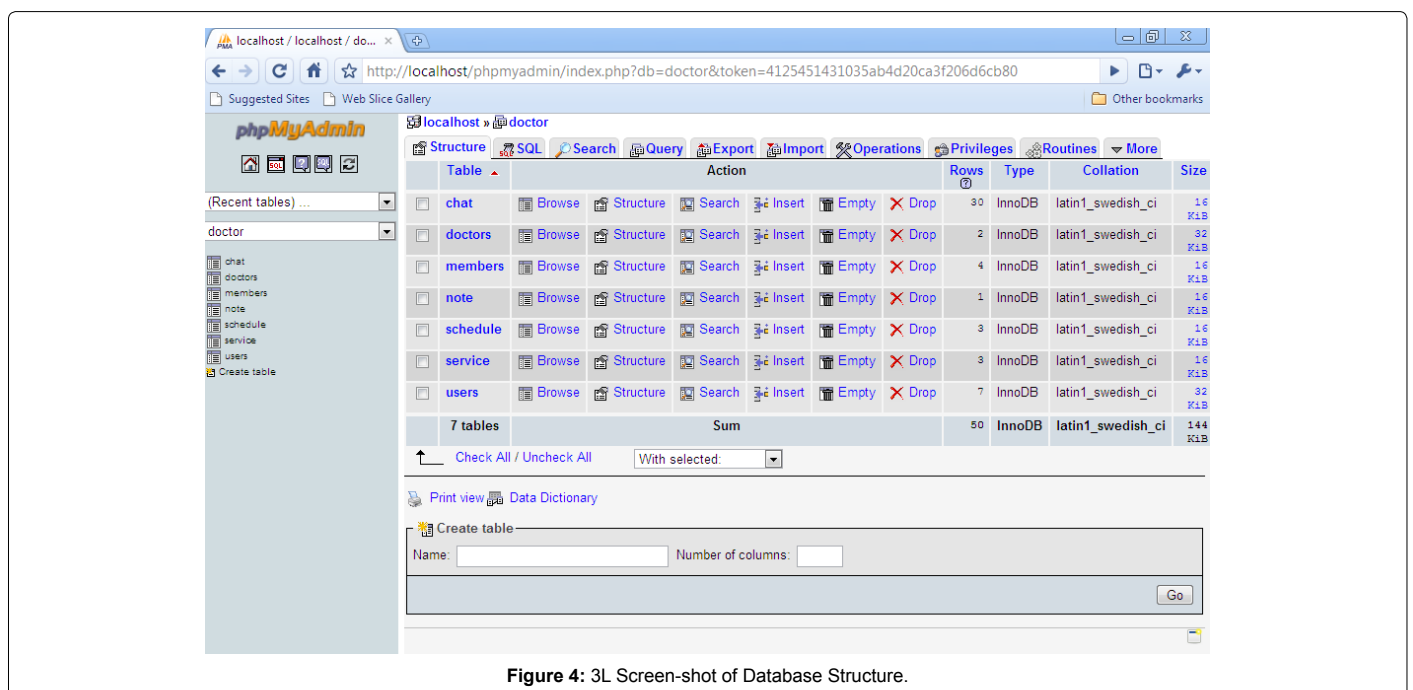 localhost / localhost / do...
http://localhost/phpmyadmin/index.php?db=doctor&token=4125451431035ab4d20ca3f206d6cb80
Suggested Sites Web Slice Gallery Other bookmarks
phpMyAdmin
(Recent tables) ...
doctor
chat
doctors
members
note
schedule
service
users
Create table
localhost » doctor
Structure SQL Search Query Export Import Operations Privileges Routines More
Table Action Rows Type Collation Size
chat Browse Structure Search Insert Empty Drop 30 InnoDB latin1_swedish_ci 16 KiB
doctors Browse Structure Search Insert Empty Drop 2 InnoDB latin1_swedish_ci 32 KiB
members Browse Structure Search Insert Empty Drop 4 InnoDB latin1_swedish_ci 16 KiB
note Browse Structure Search Insert Empty Drop 1 InnoDB latin1_swedish_ci 16 KiB
schedule Browse Structure Search Insert Empty Drop 3 InnoDB latin1_swedish_ci 16 KiB
service Browse Structure Search Insert Empty Drop 3 InnoDB latin1_swedish_ci 16 KiB
users Browse Structure Search Insert Empty Drop 7 InnoDB latin1_swedish_ci 32 KiB
7 tables Sum 50 InnoDB latin1_swedish_ci 144 KiB
Check All / Uncheck All With selected:
Print view Data Dictionary
Create table
Name: Number of columns:
Go
Figure 4: 3L Screen-shot of Database Structure.